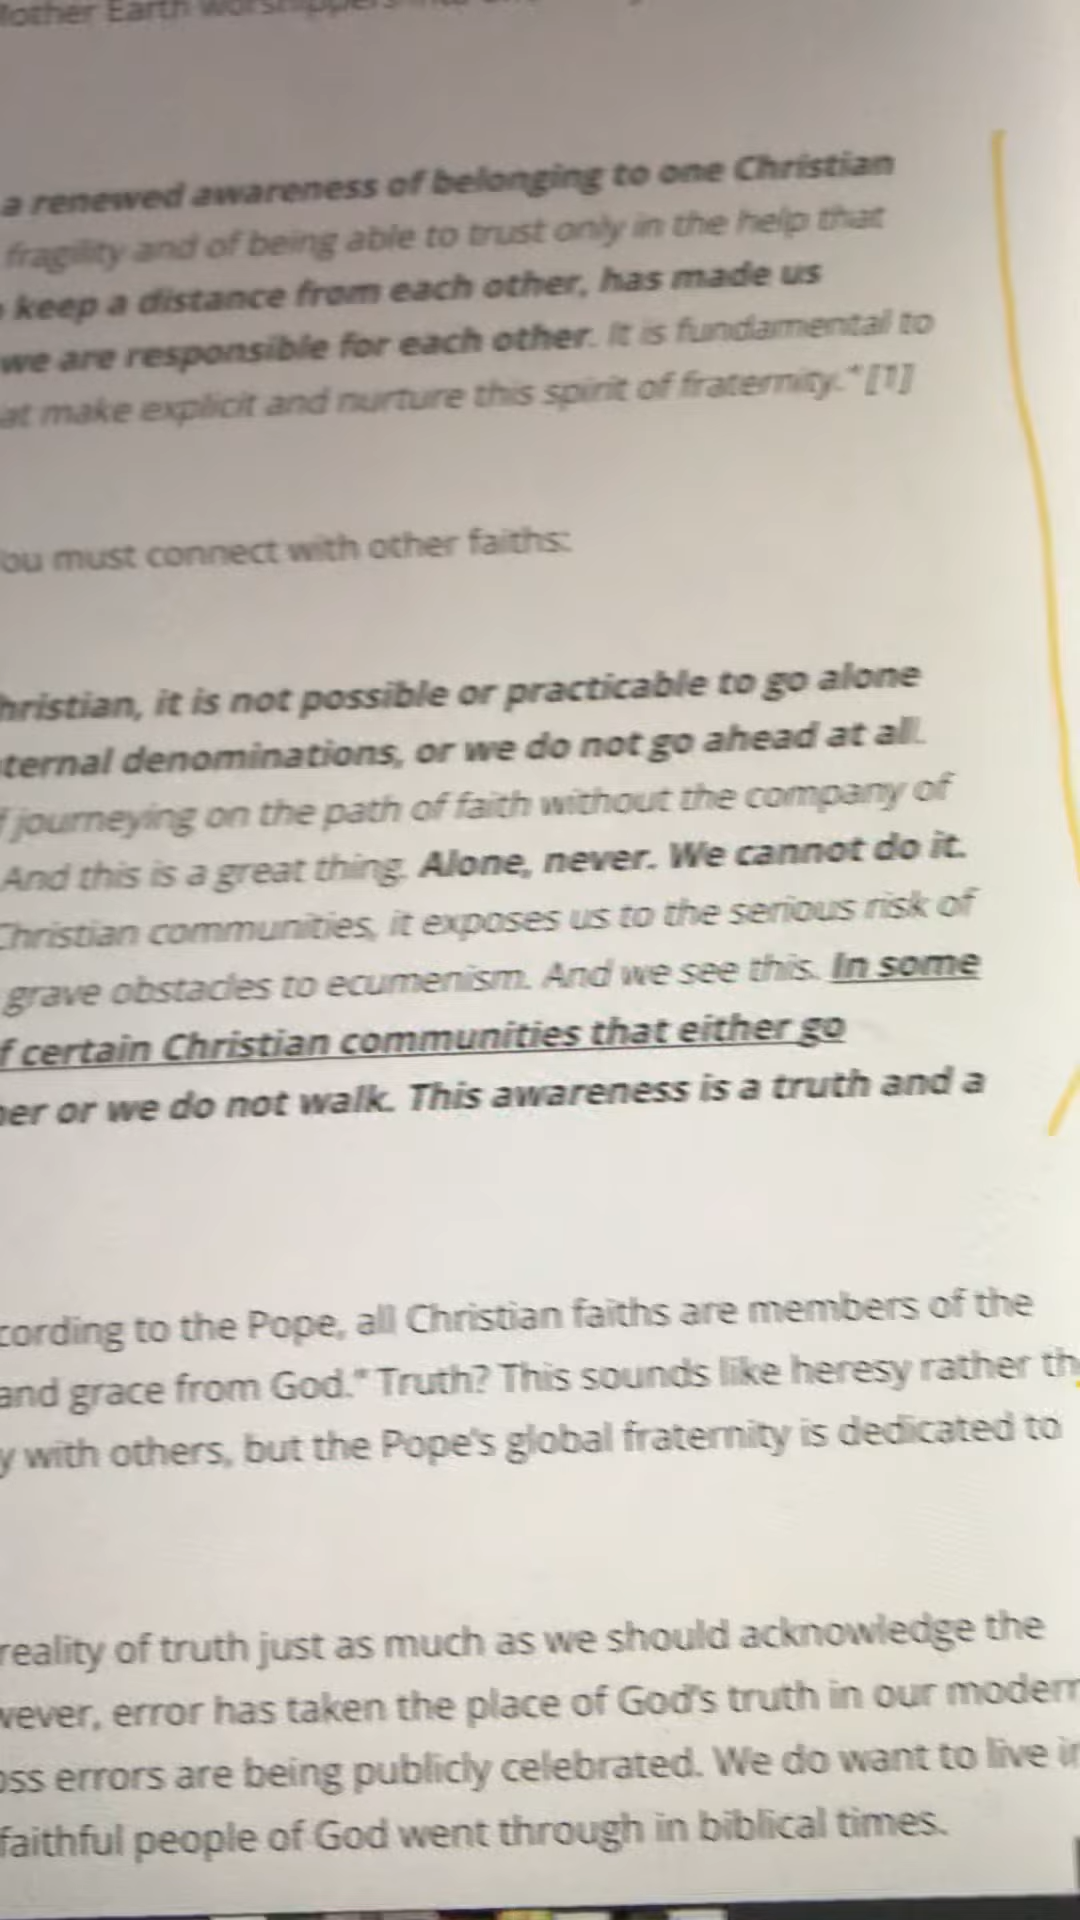 Mother Earth
a renewed awareness of belonging to one Christian
fragility and of being able to trust only in the help that
keep a distance from each other, has made us
we are responsible for each other. It is fundamental to
at make explicit and nurture this spirit of fraternity." [1]
ou must connect with other faiths:
hristian, it is not possible or practicable to go alone
ternal denominations, or we do not go ahead at all.
f journeying on the path of faith without the company of
And this is a great thing. Alone, never. We cannot do it.
Christian communities, it exposes us to the serious risk of
grave obstacles to ecumenism. And we see this. In some
f certain Christian communities that either go
her or we do not walk. This awareness is a truth and a
cording to the Pope, all Christian faiths are members of the
and grace from God." Truth? This sounds like heresy rather th
y with others, but the Pope's global fraternity is dedicated to
reality of truth just as much as we should acknowledge the
wever, error has taken the place of God's truth in our modern
oss errors are being publicly celebrated. We do want to live in
faithful people of God went through in biblical times.